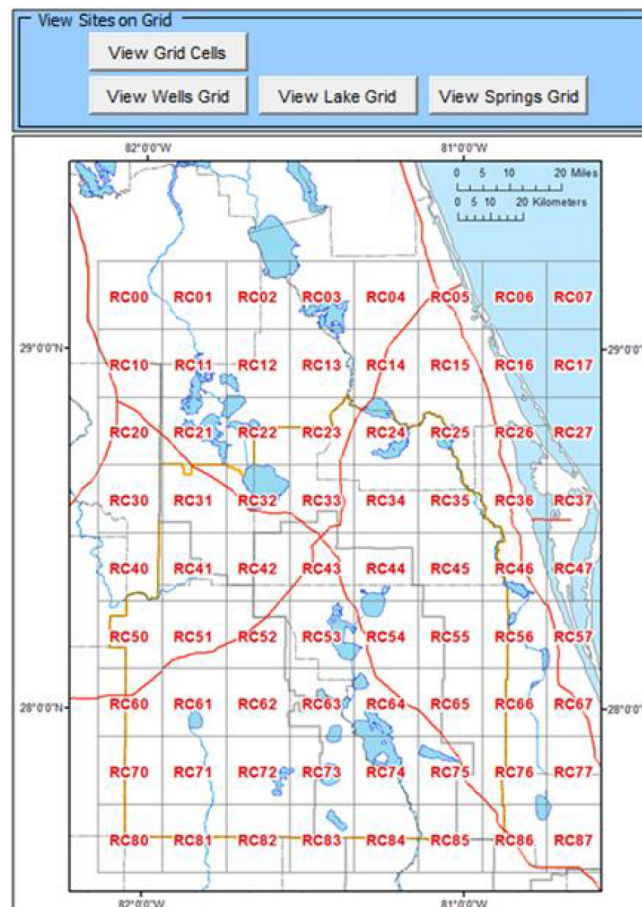 View Sites on Grid
View Grid Cells
View Wells Grid View Lake Grid View Springs Grid
82°0'0"W 81°0'0"W
0 5 10 20 Miles
0 5 10 20 Kilometers
RC00 RC01 RC02 RC03 RC04 RC05 RC06 RC07
29°0'0"N 29°0'0"N
RC10 RC11 RC12 RC13 RC14 RC15 RC16 RC17
RC20 RC21 RC22 RC23 RC24 RC25 RC26 RC27
RC30 RC31 RC32 RC33 RC34 RC35 RC36 RC37
RC40 RC41 RC42 RC43 RC44 RC45 RC46 RC47
RC50 RC51 RC52 RC53 RC54 RC55 RC56 RC57
RC60 RC61 RC62 RC63 RC64 RC65 RC66 RC67
28°0'0"N 28°0'0"N
RC70 RC71 RC72 RC73 RC74 RC75 RC76 RC77
RC80 RC81 RC82 RC83 RC84 RC85 RC86 RC87
82°0'0"W 81°0'0"W